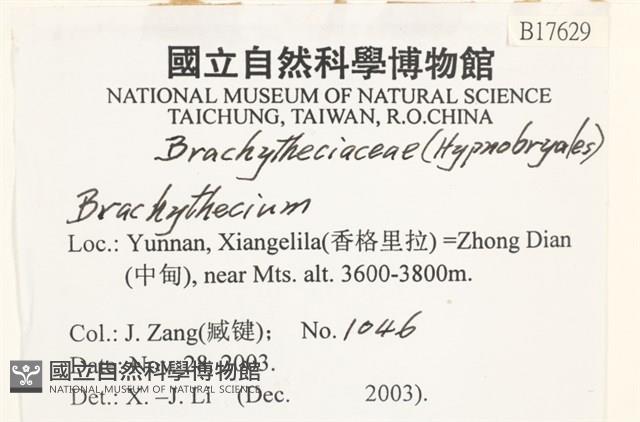 B17629
國立自然科學博物館
NATIONAL MUSEUM OF NATURAL SCIENCE
TAICHUNG, TAIWAN, R.O.CHINA
Brachytheciaceae (Hypnobryales)
Brachythecium
Loc.: Yunnan, Xiangelila(香格里拉) =Zhong Dian
(中甸), near Mts. alt. 3600-3800m.
Col.: J. Zang(臧键); No. 1046
Date: Nov. 28, 2003.
國立自然科學博物館
NATIONAL MUSEUM OF NATURAL SCIENCE
Det.: X. –J. Li (Dec. 2003).